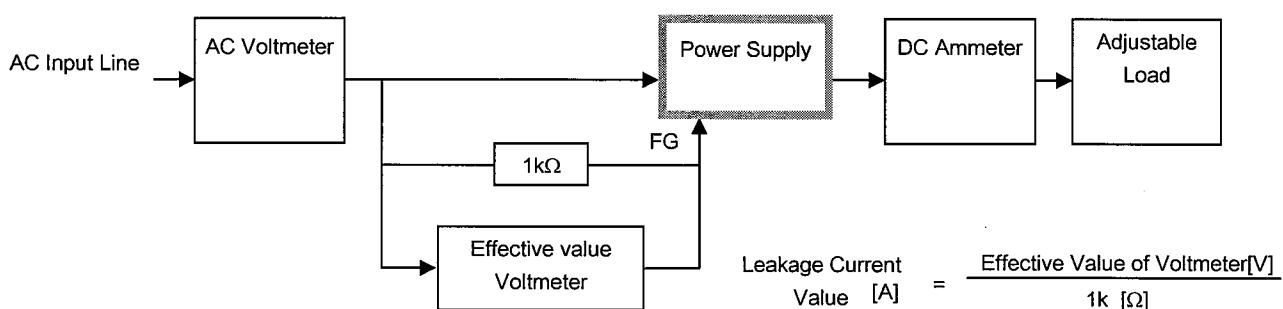 AC Input Line
AC Voltmeter
Power Supply
DC Ammeter
Adjustable
Load
FG
1kΩ
Effective value
Voltmeter
Leakage Current
Value [A]
=
Effective Value of Voltmeter[V]
1k [Ω]